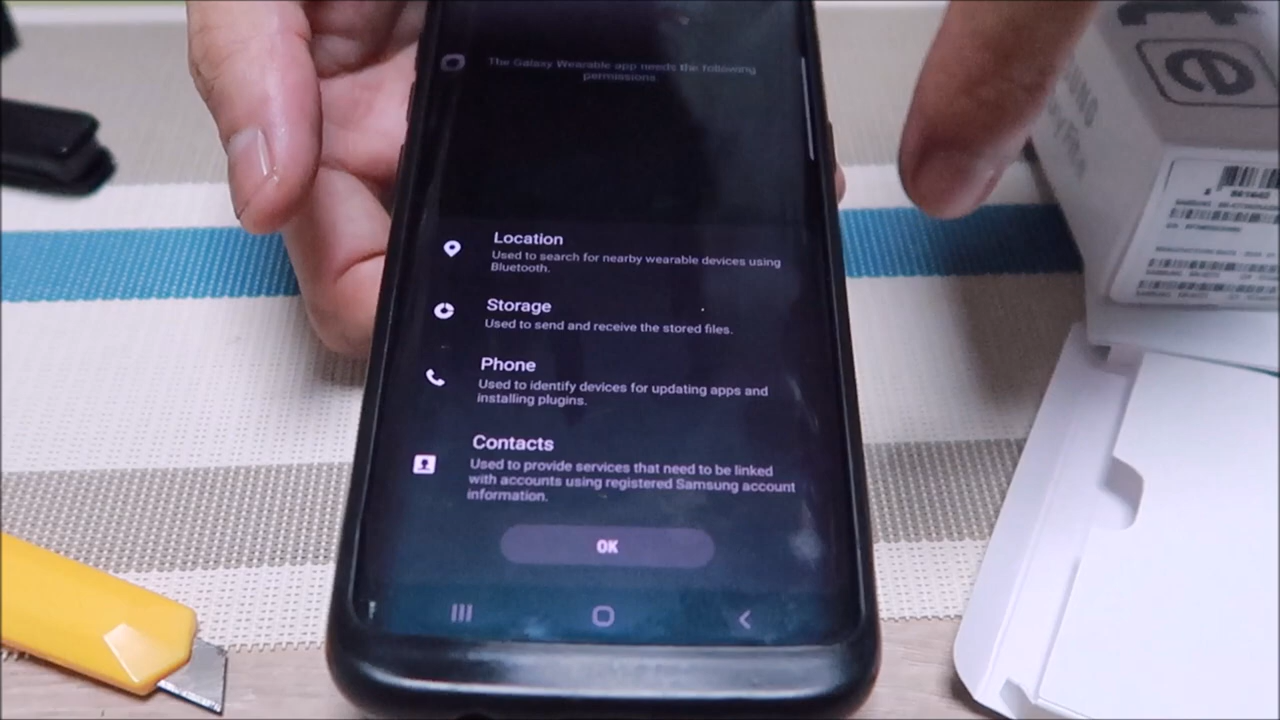 The Galaxy Wearable app needs the following
permissions.
Location
Used to search for nearby wearable devices using
Bluetooth.
Storage
Used to send and receive the stored files.
Phone
Used to identify devices for updating apps and
installing plugins.
Contacts
Used to provide services that need to be linked
with accounts using registered Samsung account
information.
OK
e